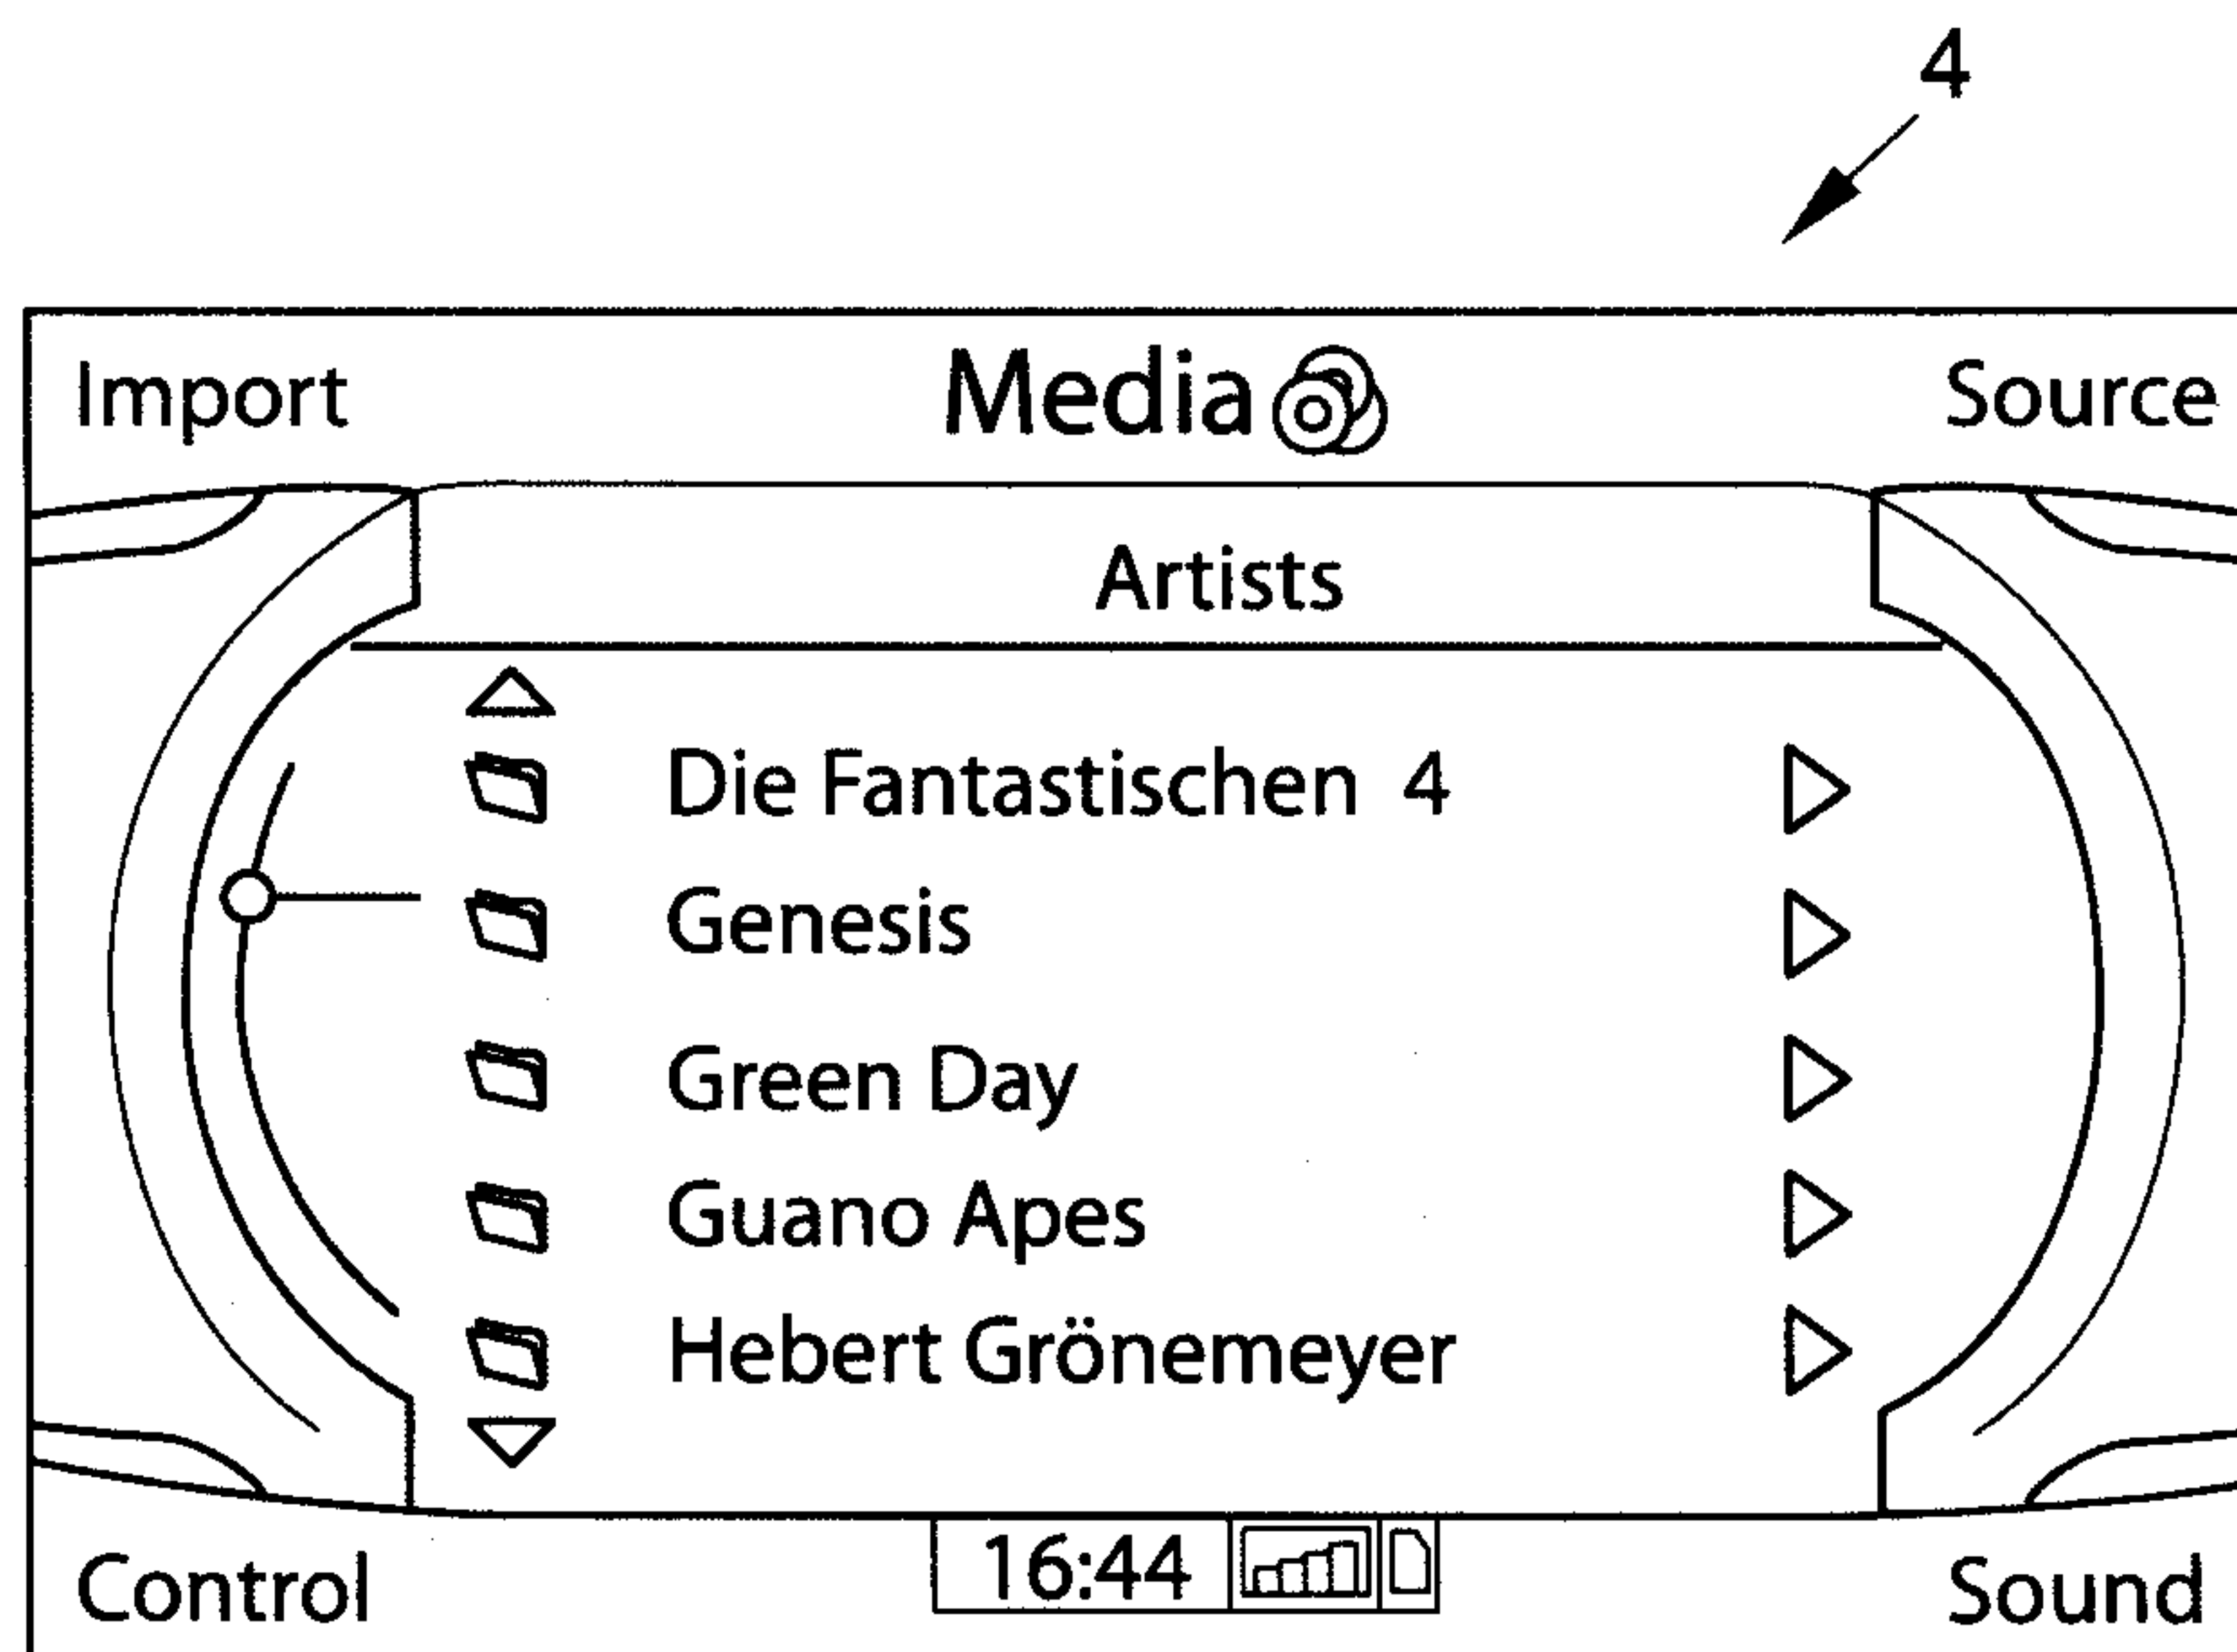 4
Import Media Source
Artists
Die Fantastischen 4
Genesis
Green Day
Guano Apes
Hebert Grönemeyer
Control 16:44 Sound